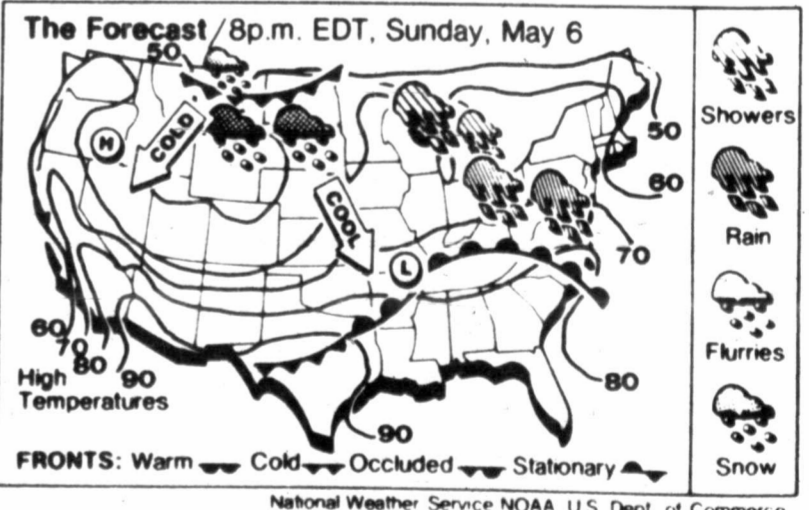 The Forecast / 8p.m. EDT, Sunday, May 6
50
Showers
COLD
H
50
60
Rain
COOL
L
70
60
70
80
90
High
Temperatures
80
90
Flurries
FRONTS: Warm Cold Occluded Stationary
Snow
National Weather Service NOAA U.S. Dept. of Commerce